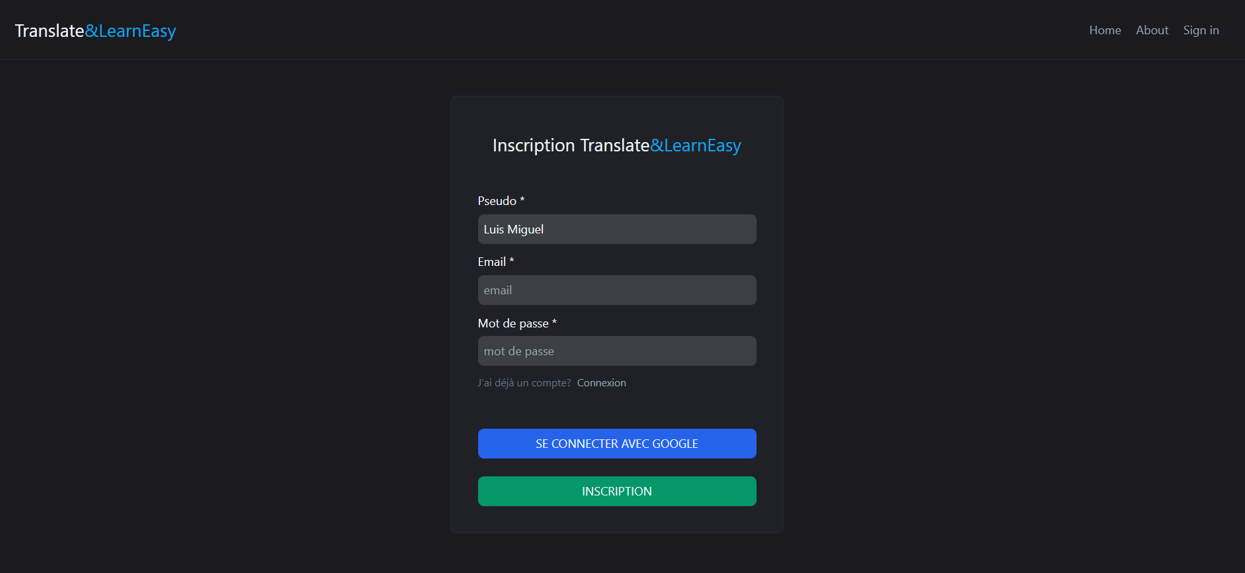 Translate&LearnEasy
Home About Sign in
Inscription Translate&LearnEasy
Pseudo *
Luis Miguel
Email *
email
Mot de passe *
mot de passe
J'ai déjà un compte? Connexion
SE CONNECTER AVEC GOOGLE
INSCRIPTION